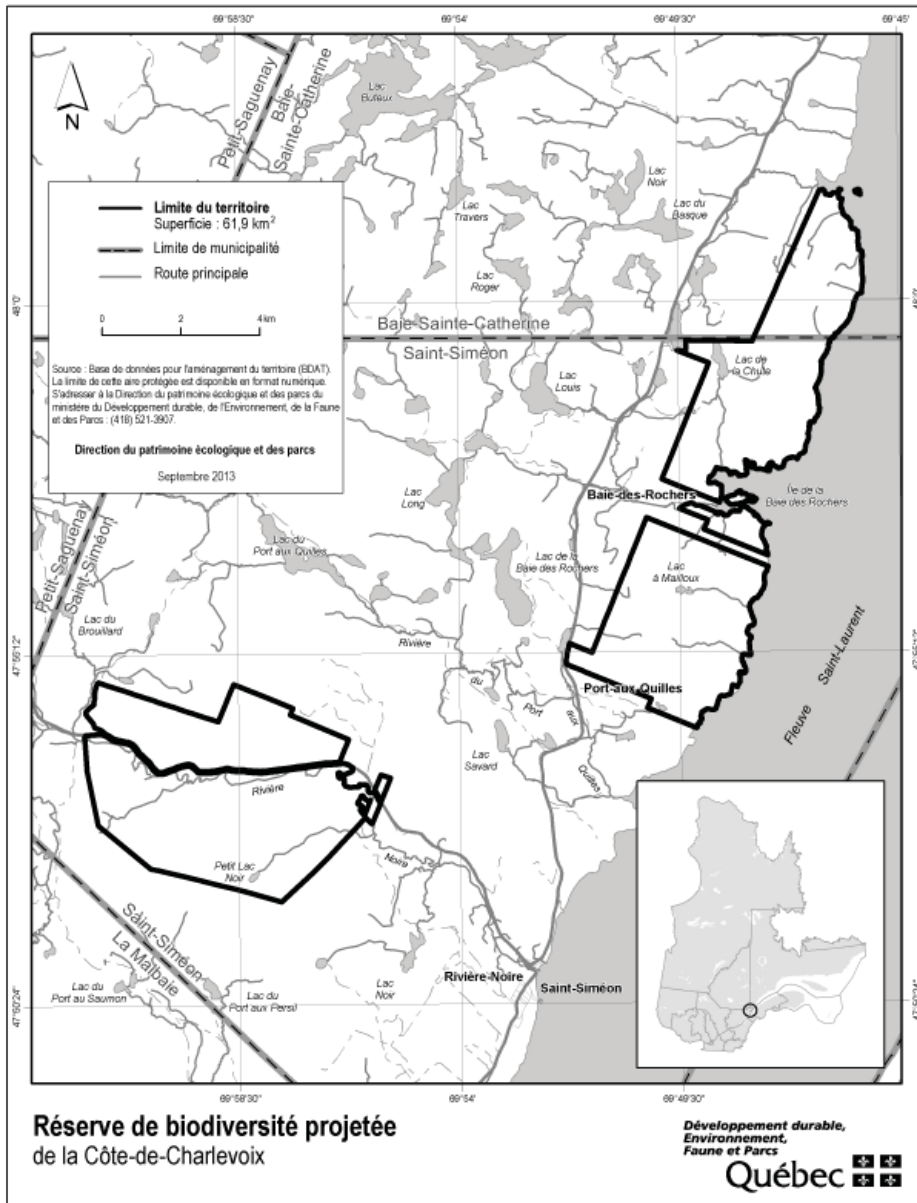 69°58'30"
69°54'
69°49'30"
69°45'
N
Petit-Saguenay
Baie-
Sainte-Catherine
Lac
Buteux
Lac
Noir
Lac du
Basque
Lac
Travers
Lac
Roger
Limite du territoire
Superficie : 61,9 km²
Limite de municipalité
Route principale
0 2 4 km
48°0'
48°0'
Source : Base de données pour l'aménagement du territoire (BDAT).
La limite de cette aire protégée est disponible en format numérique.
S'adresser à la Direction du patrimoine écologique et des parcs du
ministère du Développement durable, de l'Environnement, de la Faune
et des Parcs : (418) 521-3907.
Direction du patrimoine écologique et des parcs
Septembre 2013
Baie-Sainte-Catherine
Saint-Siméon
Lac de
la Chute
Lac
Louis
Lac
Long
Baie-des-Rochers
Île de la
Baie des Rochers
Petit-Saguenay
Saint-Siméon
Lac du
Port aux Quilles
Lac de la
Baie des Rochers
Lac
à Mailloux
Lac du
Brouillard
Rivière
du
Port
aux
Quilles
47°55'12"
47°55'12"
Port-aux-Quilles
Fleuve
Saint-Laurent
Lac
Savard
Rivière
Noire
Petit Lac
Noir
Saint-Siméon
La Malbaie
Lac du
Port au Saumon
Lac du
Port aux Persil
Lac
Noir
Rivière-Noire
Saint-Siméon
47°50'24"
47°50'24"
69°58'30"
69°54'
69°49'30"
Réserve de biodiversité projetée
de la Côte-de-Charlevoix
Développement durable,
Environnement,
Faune et Parcs
Québec